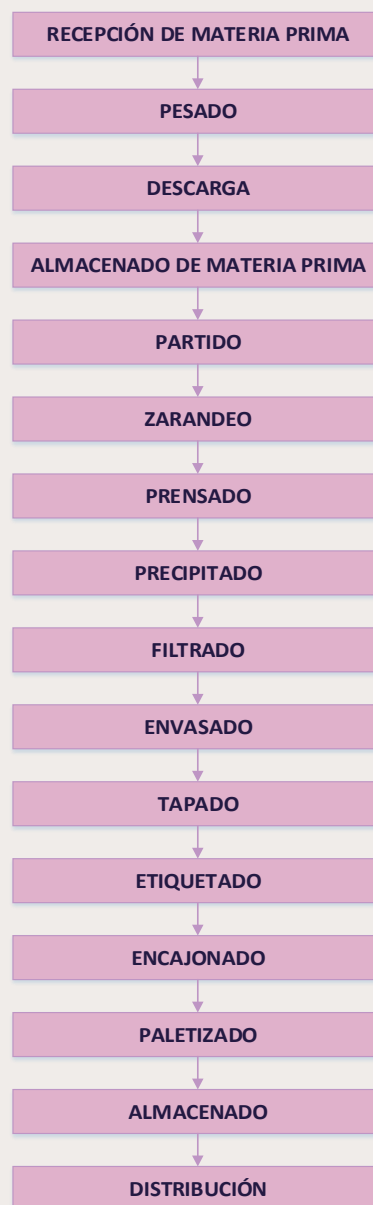 RECEPCIÓN DE MATERIA PRIMA
PESADO
DESCARGA
ALMACENADO DE MATERIA PRIMA
PARTIDO
ZARANDEO
PRENSADO
PRECIPITADO
FILTRADO
ENVASADO
TAPADO
ETIQUETADO
ENCAJONADO
PALETIZADO
ALMACENADO
DISTRIBUCIÓN